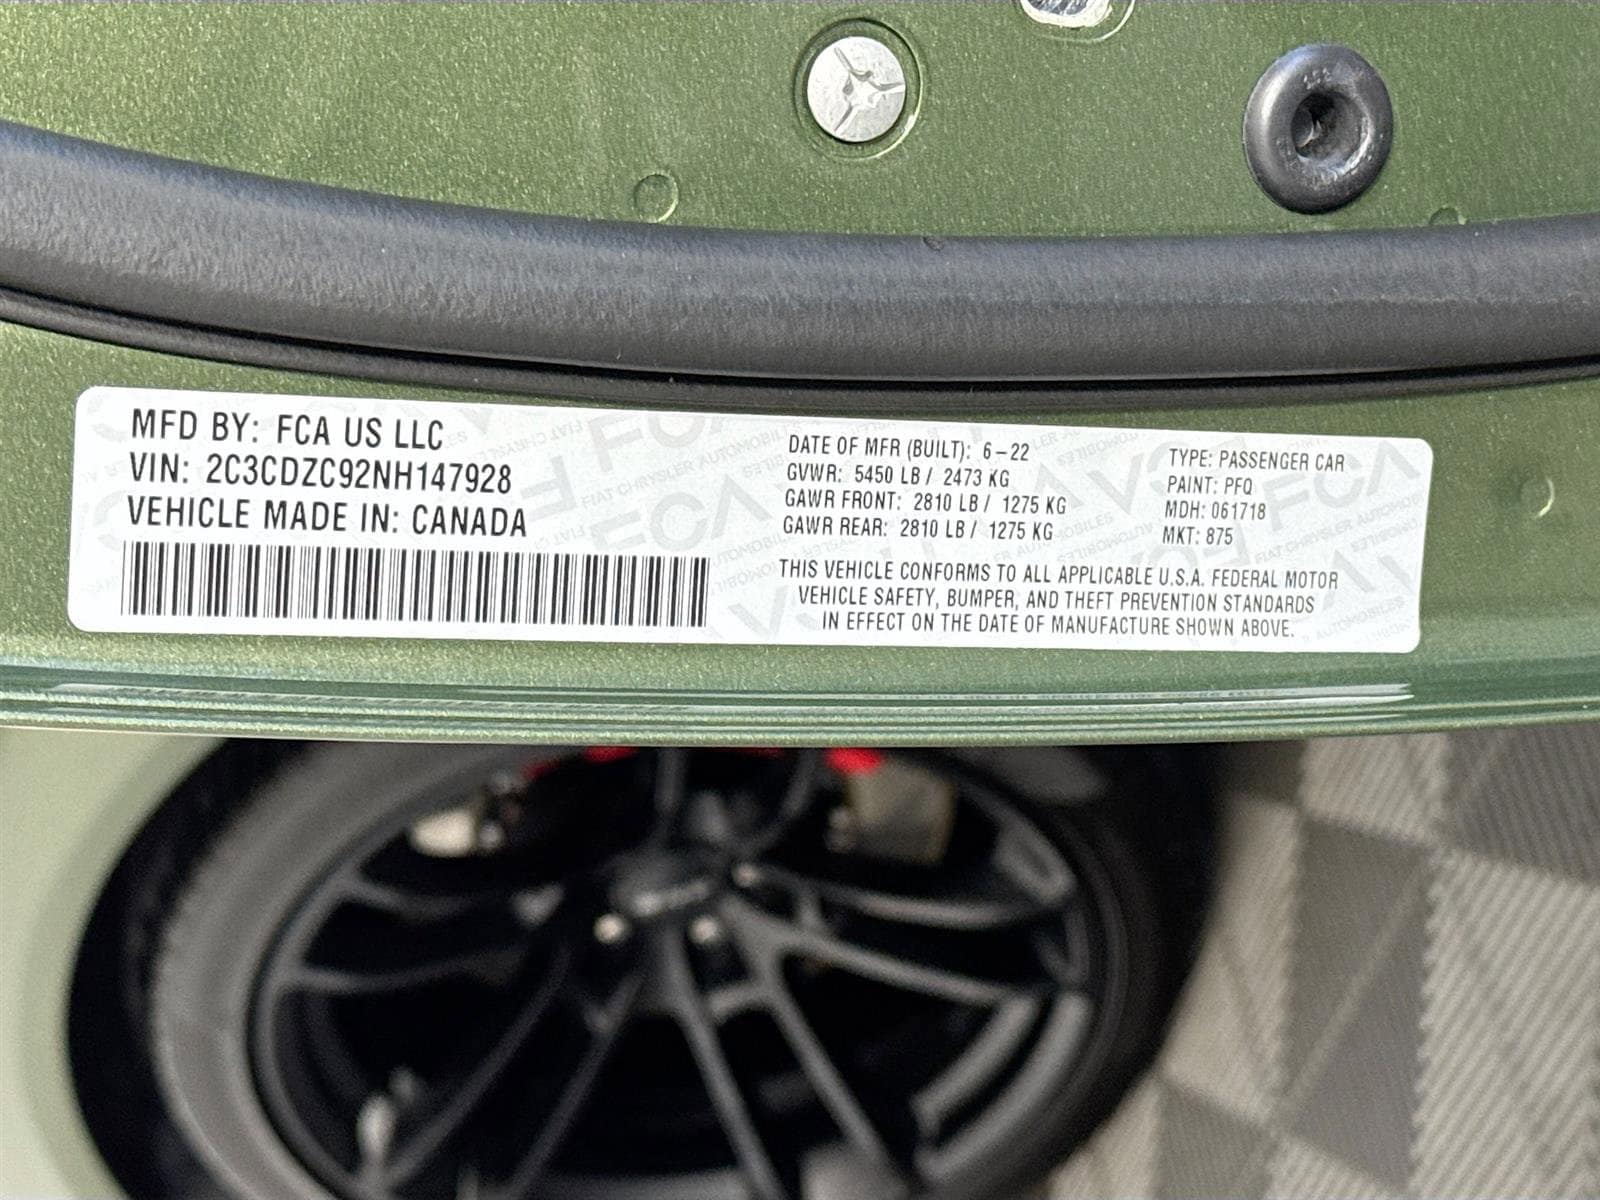 MFD BY: FCA US LLC
VIN: 2C3CDZC92NH147928
VEHICLE MADE IN: CANADA
DATE OF MFR (BUILT): 6-22
GVWR: 5450 LB / 2473 KG
GAWR FRONT: 2810 LB / 1275 KG
GAWR REAR: 2810 LB / 1275 KG
TYPE: PASSENGER CAR
PAINT: PFQ
MDH: 061718
MKT: 875
THIS VEHICLE CONFORMS TO ALL APPLICABLE U.S.A. FEDERAL MOTOR
VEHICLE SAFETY, BUMPER, AND THEFT PREVENTION STANDARDS
IN EFFECT ON THE DATE OF MANUFACTURE SHOWN ABOVE.